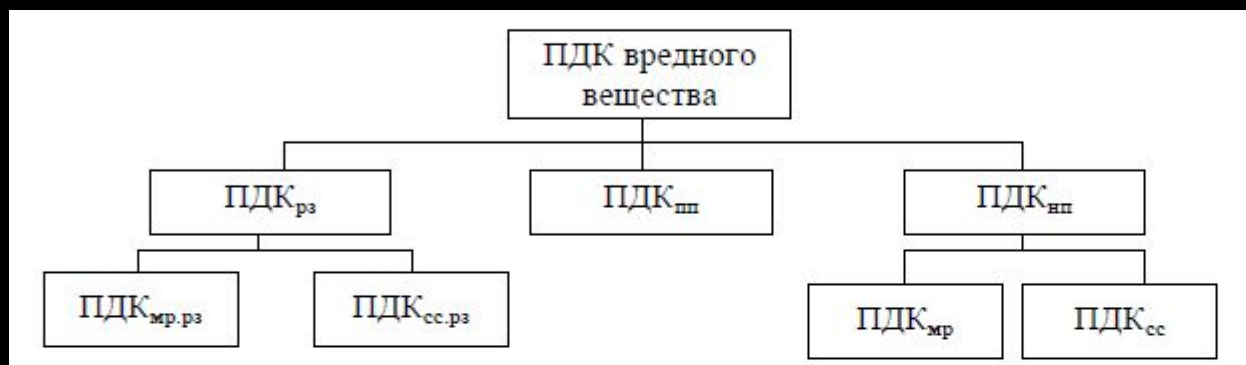 ПДК вредного
вещества
ПДКрз
ПДКпп
ПДКнп
ПДКмр.рз
ПДКсс.рз
ПДКмр
ПДКсс